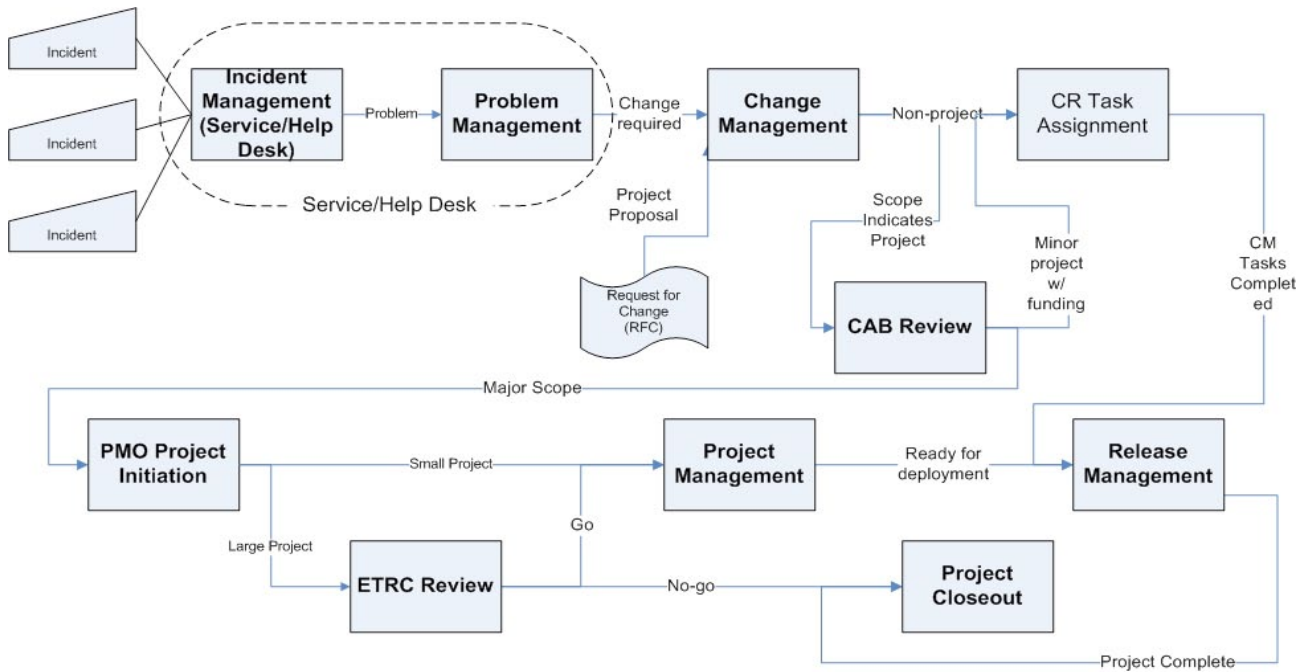 Incident
Incident
Incident
Incident
Management
(Service/Help
Desk)
Problem
Problem
Management
Service/Help Desk
Change
required
Change
Management
Non-project
CR Task
Assignment
Project
Proposal
Request for
Change
(RFC)
Scope
Indicates
Project
CAB Review
Minor
project
w/
funding
CM
Tasks
Complet
ed
Major Scope
PMO Project
Initiation
Small Project
Project
Management
Ready for
deployment
Release
Management
Large Project
Go
ETRC Review
No-go
Project
Closeout
Project Complete